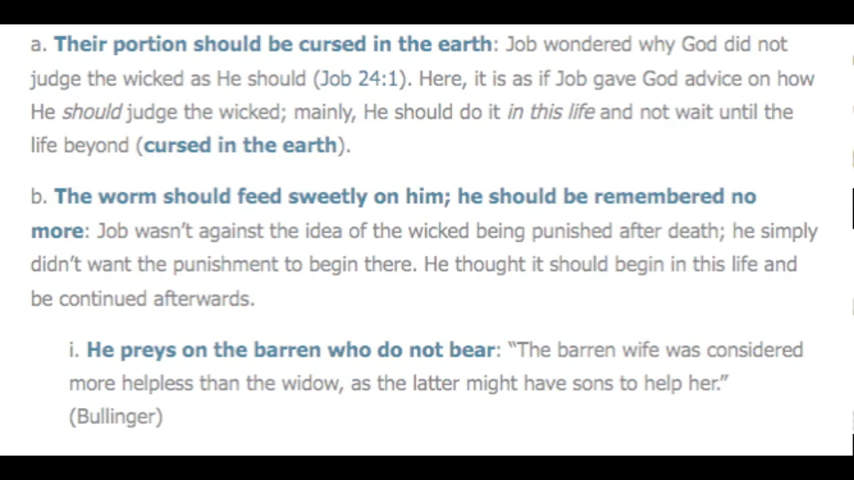 a. Their portion should be cursed in the earth: Job wondered why God did not
judge the wicked as He should (Job 24:1). Here, it is as if Job gave God advice on how
He should judge the wicked; mainly, He should do it in this life and not wait until the
life beyond (cursed in the earth).
b. The worm should feed sweetly on him; he should be remembered no
more: Job wasn’t against the idea of the wicked being punished after death; he simply
didn’t want the punishment to begin there. He thought it should begin in this life and
be continued afterwards.
i. He preys on the barren who do not bear: “The barren wife was considered
more helpless than the widow, as the latter might have sons to help her.”
(Bullinger)